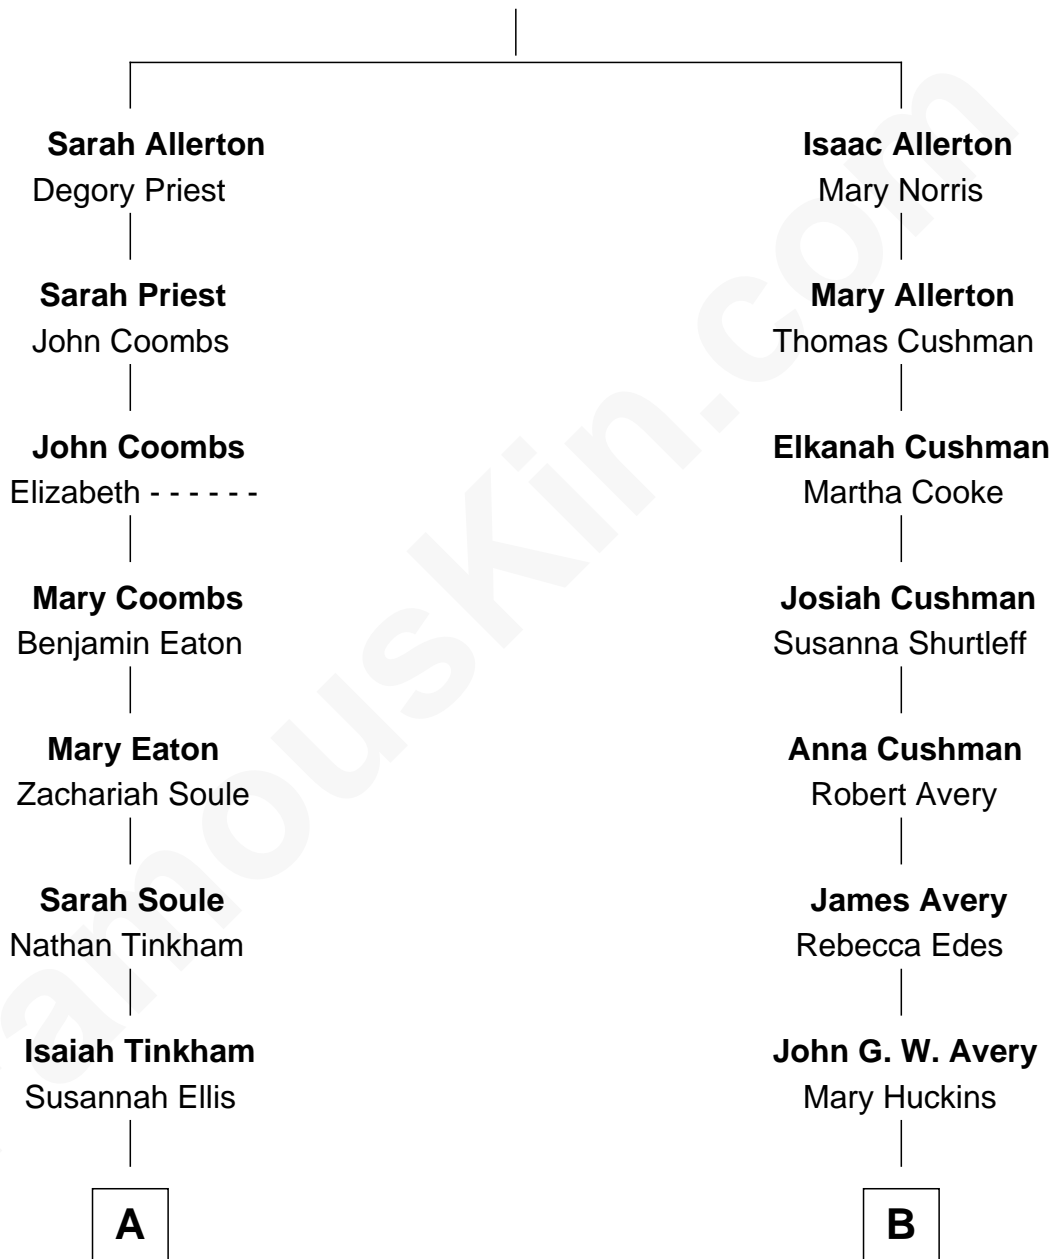 Sarah Allerton
Degory Priest
Sarah Priest
John Coombs
John Coombs
Elizabeth - - - - - -
Mary Coombs
Benjamin Eaton
Mary Eaton
Zachariah Soule
Sarah Soule
Nathan Tinkham
Isaiah Tinkham
Susannah Ellis
A
Isaac Allerton
Mary Norris
Mary Allerton
Thomas Cushman
Elkanah Cushman
Martha Cooke
Josiah Cushman
Susanna Shurtleff
Anna Cushman
Robert Avery
James Avery
Rebecca Edes
John G. W. Avery
Mary Huckins
B
amouskin.com